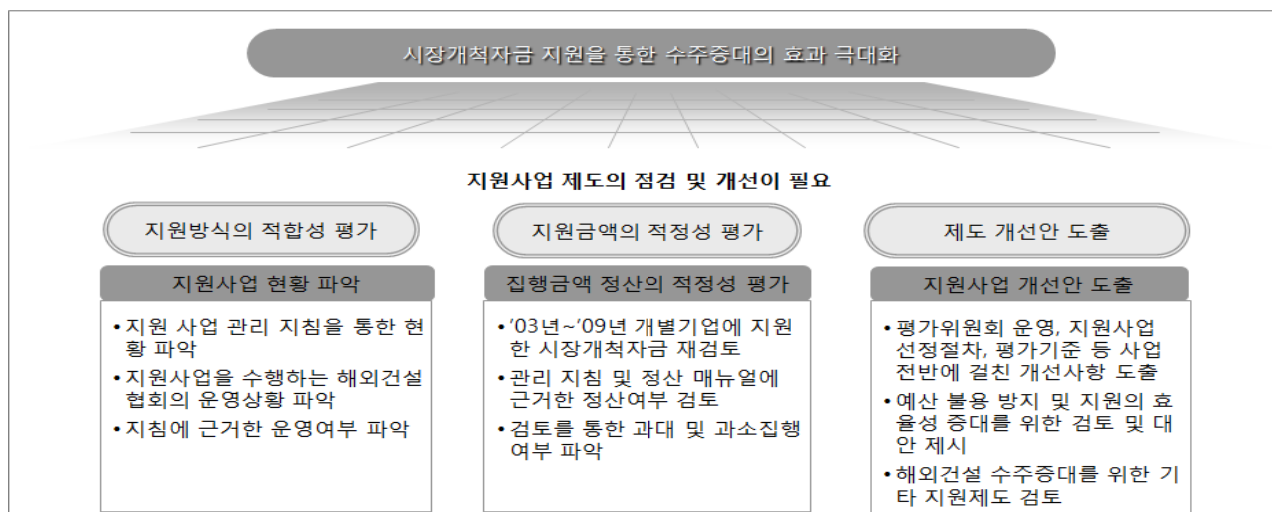 시장개척자금 지원을 통한 수주증대의 효과 극대화
지원사업 제도의 점검 및 개선이 필요
지원방식의 적합성 평가
지원사업 현황 파악
•지원 사업 관리 지침을 통한 현
황 파악
•지원사업을 수행하는 해외건설
협회의 운영상황 파악
•지침에 근거한 운영여부 파악
지원금액의 적정성 평가
집행금액 정산의 적정성 평가
•'03년~'09년 개별기업에 지원
한 시장개척자금 재검토
•관리 지침 및 정산 매뉴얼에
근거한 정산여부 검토
•검토를 통한 과대 및 과소집행
여부 파악
제도 개선안 도출
지원사업 개선안 도출
•평가위원회 운영, 지원사업
선정절차, 평가기준 등 사업
전반에 걸친 개선사항 도출
•예산 불용 방지 및 지원의 효
율성 증대를 위한 검토 및 대
안 제시
•해외건설 수주증대를 위한 기
타 지원제도 검토